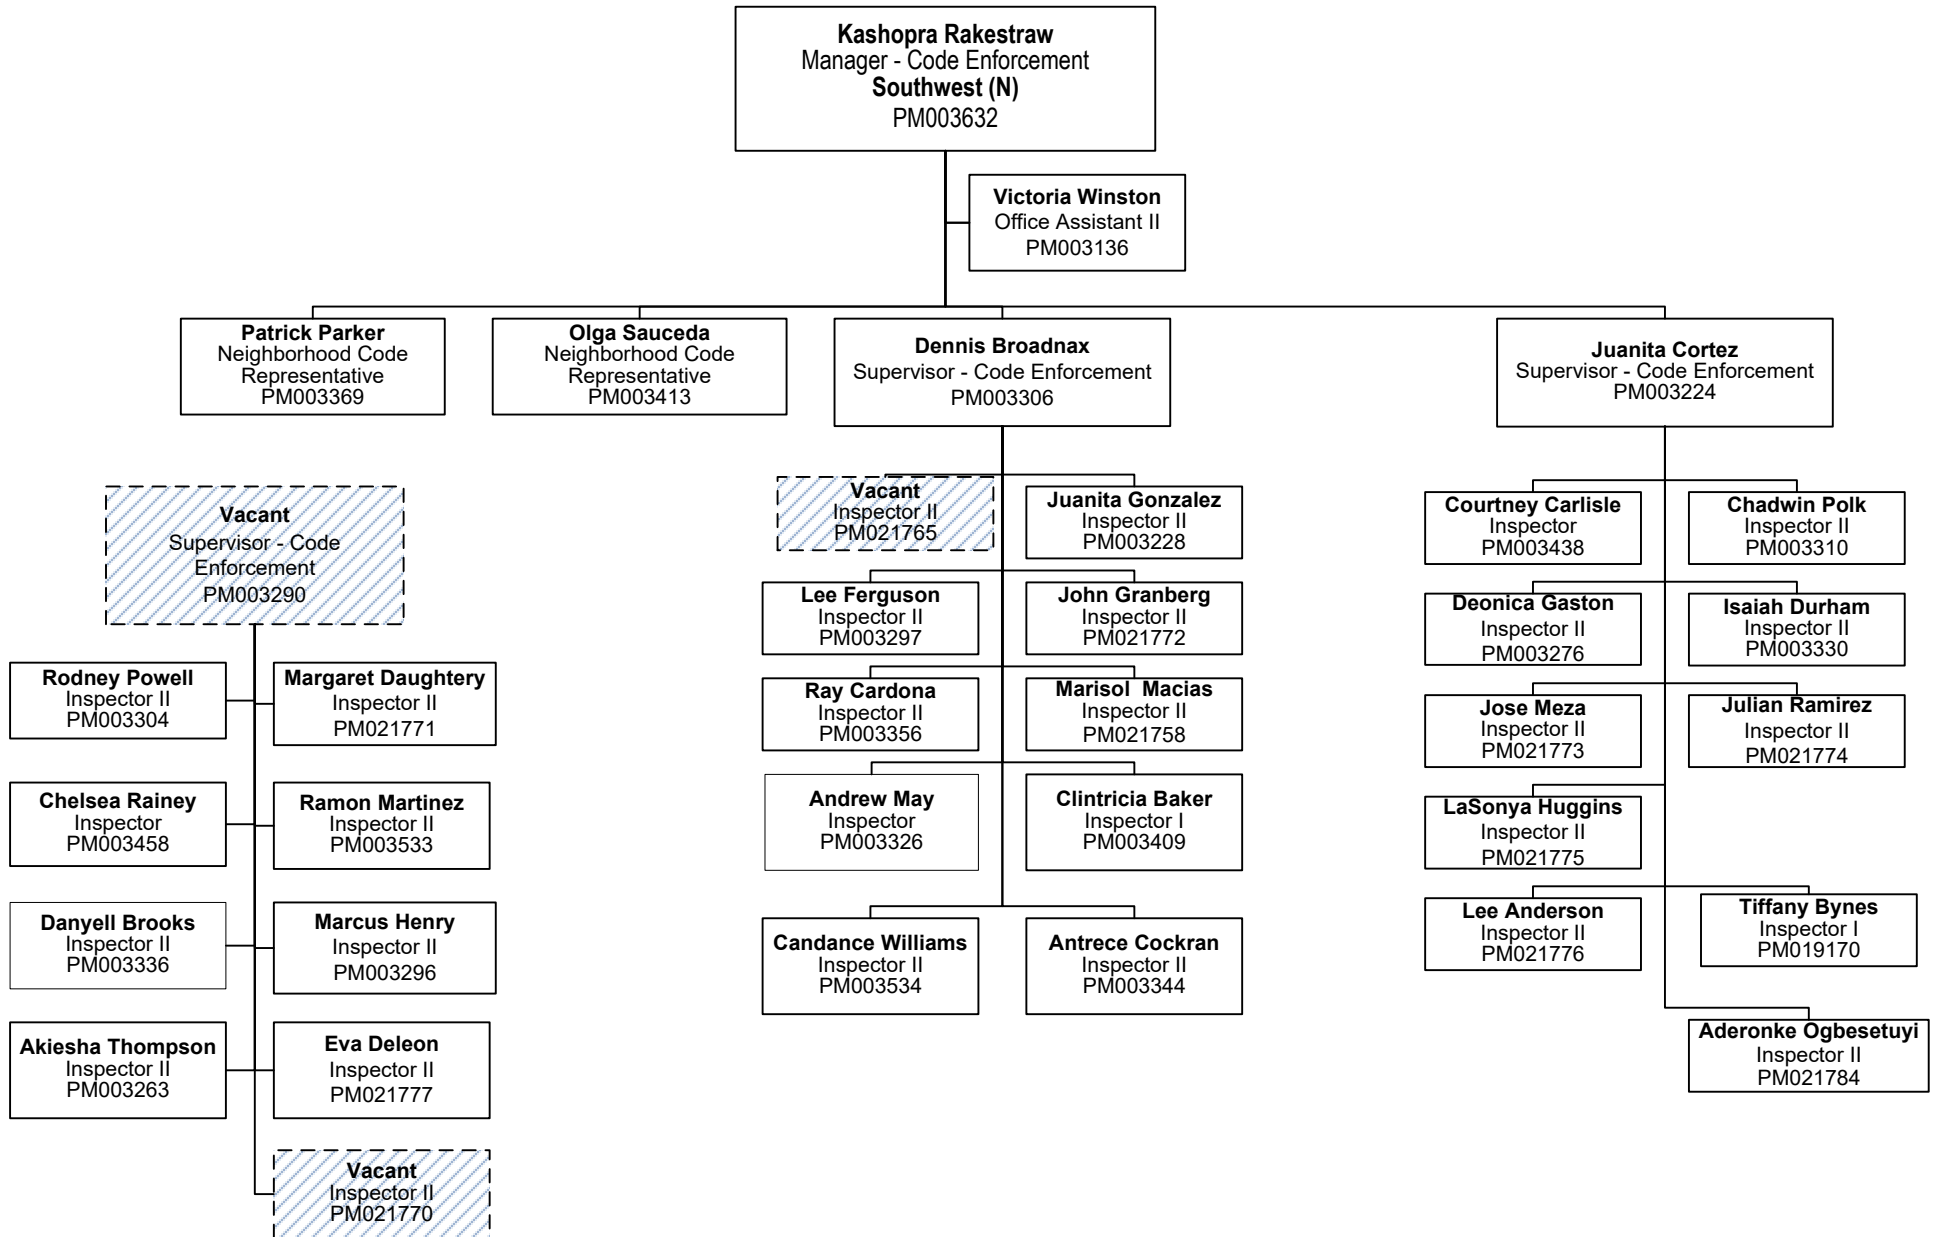 Kashopra Rakestraw
Manager - Code Enforcement
Southwest (N)
PM003632
Victoria Winston
Office Assistant II
PM003136
Patrick Parker
Neighborhood Code
Representative
PM003369
Olga Sauceda
Neighborhood Code
Representative
PM003413
Dennis Broadnax
Supervisor - Code Enforcement
PM003306
Juanita Cortez
Supervisor - Code Enforcement
PM003224
Vacant
Supervisor - Code
Enforcement
PM003290
Rodney Powell
Inspector II
PM003304
Margaret Daughtery
Inspector II
PM021771
Chelsea Rainey
Inspector
PM003458
Ramon Martinez
Inspector II
PM003533
Danyell Brooks
Inspector II
PM003336
Marcus Henry
Inspector II
PM003296
Akiesha Thompson
Inspector II
PM003263
Eva Deleon
Inspector II
PM021777
Vacant
Inspector II
PM021770
Vacant
Inspector II
PM021765
Juanita Gonzalez
Inspector II
PM003228
Lee Ferguson
Inspector II
PM003297
John Granberg
Inspector II
PM021772
Ray Cardona
Inspector II
PM003356
Marisol  Macias
Inspector II
PM021758
Andrew May
Inspector
PM003326
Clintricia Baker
Inspector I
PM003409
Candance Williams
Inspector II
PM003534
Antrece Cockran
Inspector II
PM003344
Courtney Carlisle
Inspector
PM003438
Chadwin Polk
Inspector II
PM003310
Deonica Gaston
Inspector II
PM003276
Isaiah Durham
Inspector II
PM003330
Jose Meza
Inspector II
PM021773
Julian Ramirez
Inspector II
PM021774
LaSonya Huggins
Inspector II
PM021775
Lee Anderson
Inspector II
PM021776
Tiffany Bynes
Inspector I
PM019170
Aderonke Ogbesetuyi
Inspector II
PM021784